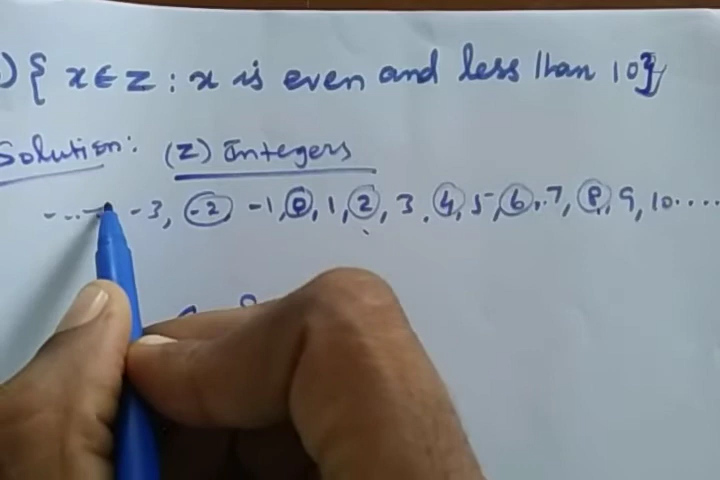 ) { x ∈ Z : x is even and less than 10}
Solution: (Z) Integers
-3, -2, -1, 0, 1, 2, 3, 4, 5, 6, 7, 8, 9, 10....